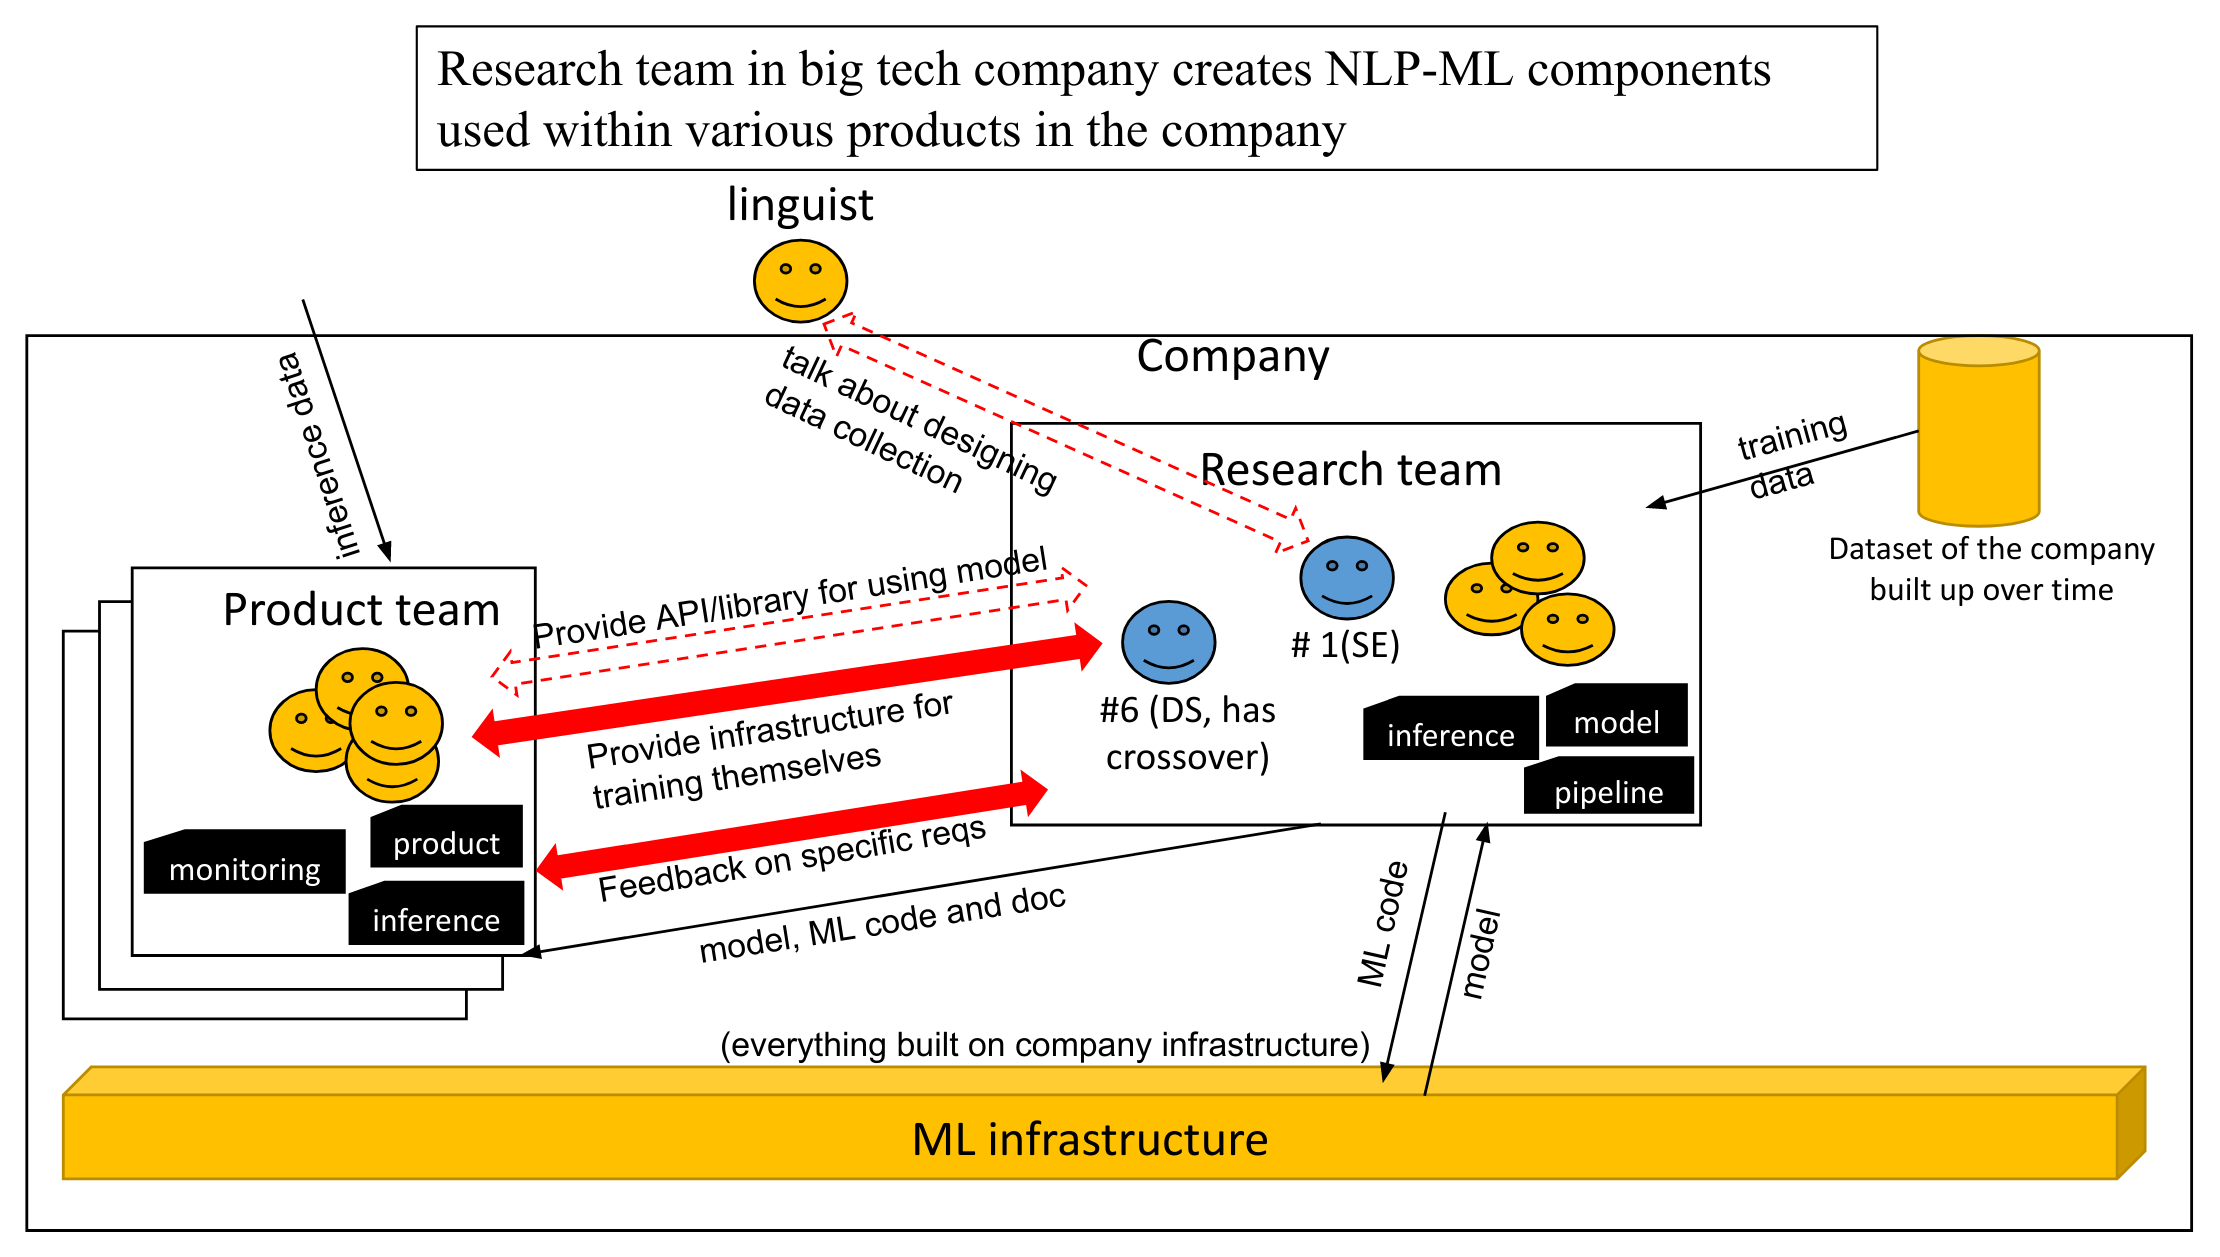 Research team in big tech company creates NLP-ML components
used within various products in the company
linguist
Company
inference data
talk about designing
data collection
Research team
training
data
Dataset of the company
built up over time
Product team
Provide API/library for using model
# 1(SE)
#6 (DS, has
crossover)
Provide infrastructure for
training themselves
inference
model
pipeline
monitoring
product
inference
Feedback on specific reqs
model, ML code and doc
ML code
model
(everything built on company infrastructure)
ML infrastructure